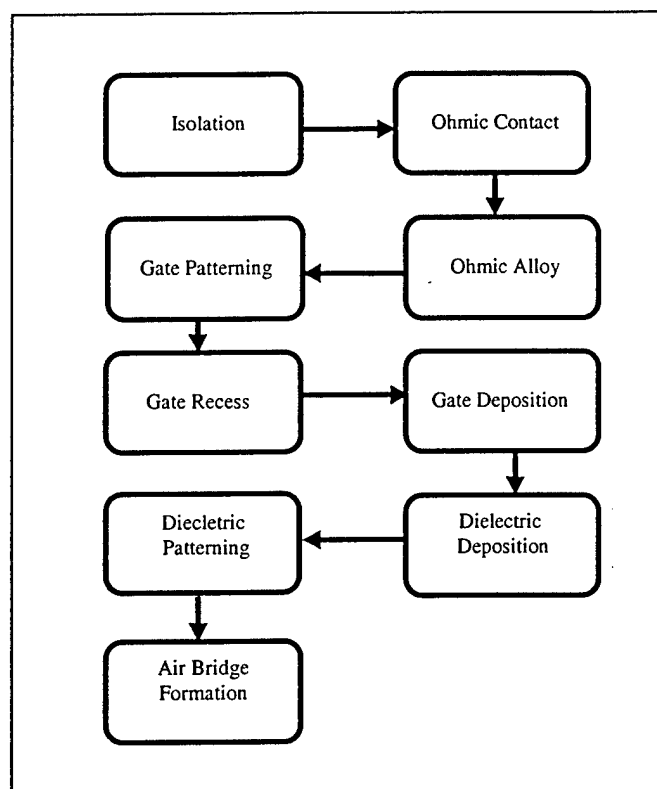 Isolation
Ohmic Contact
Ohmic Alloy
Gate Patterning
Gate Recess
Gate Deposition
Dielectric
Deposition
Diecletric
Patterning
Air Bridge
Formation